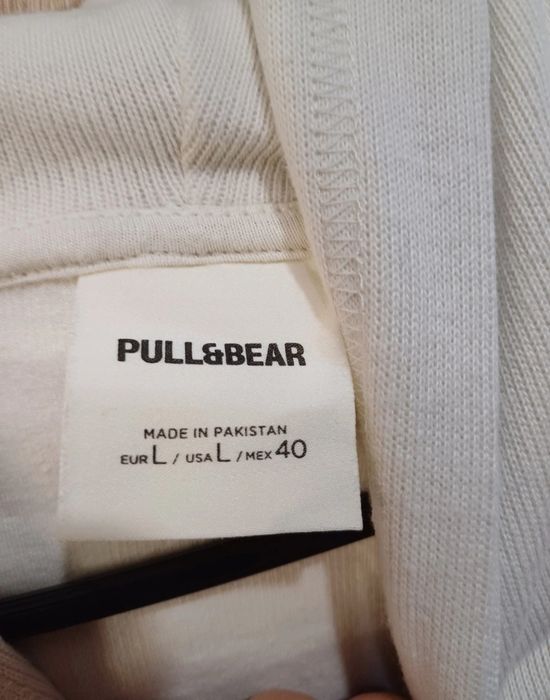 PULL&BEAR
MADE IN PAKISTAN
EUR L / USA L / MEX 40